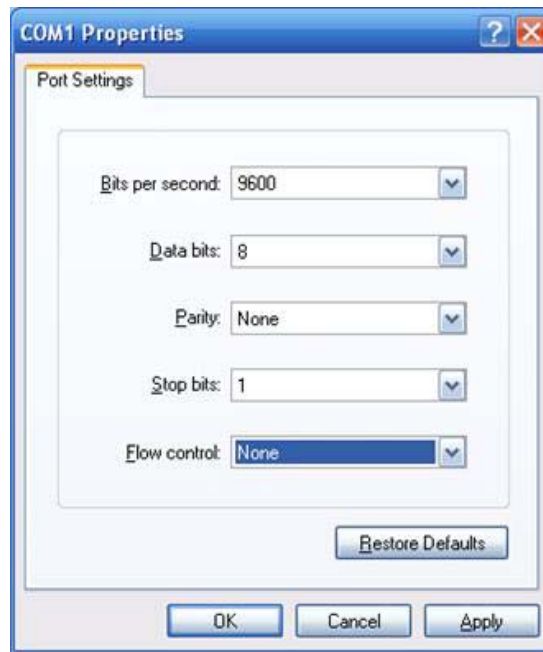 COM1 Properties
Port Settings
Bits per second: 9600
Data bits: 8
Parity: None
Stop bits: 1
Flow control: None
Restore Defaults
OK Cancel Apply